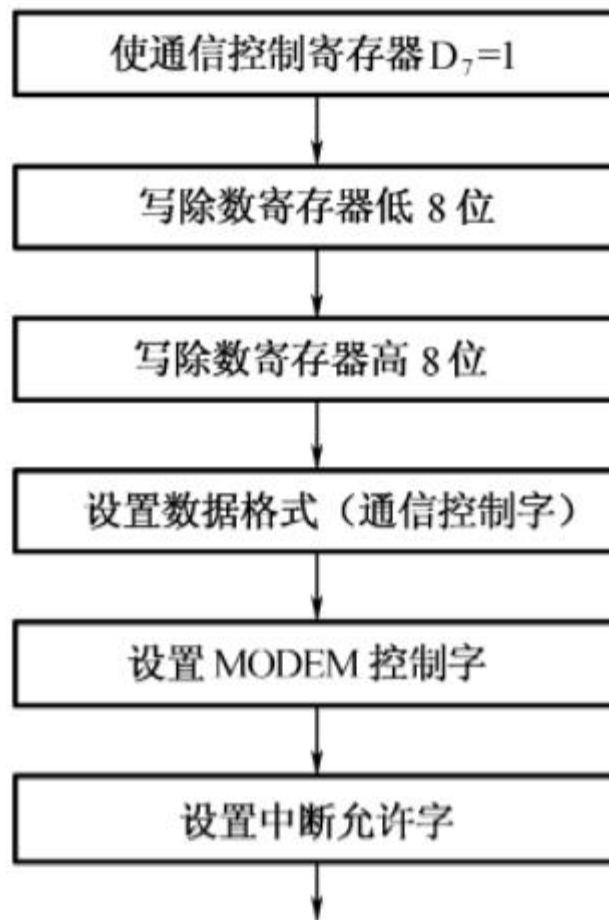 使通信控制寄存器D₇=1
写除数寄存器低 8 位
写除数寄存器高 8 位
设置数据格式（通信控制字）
设置 MODEM 控制字
设置中断允许字